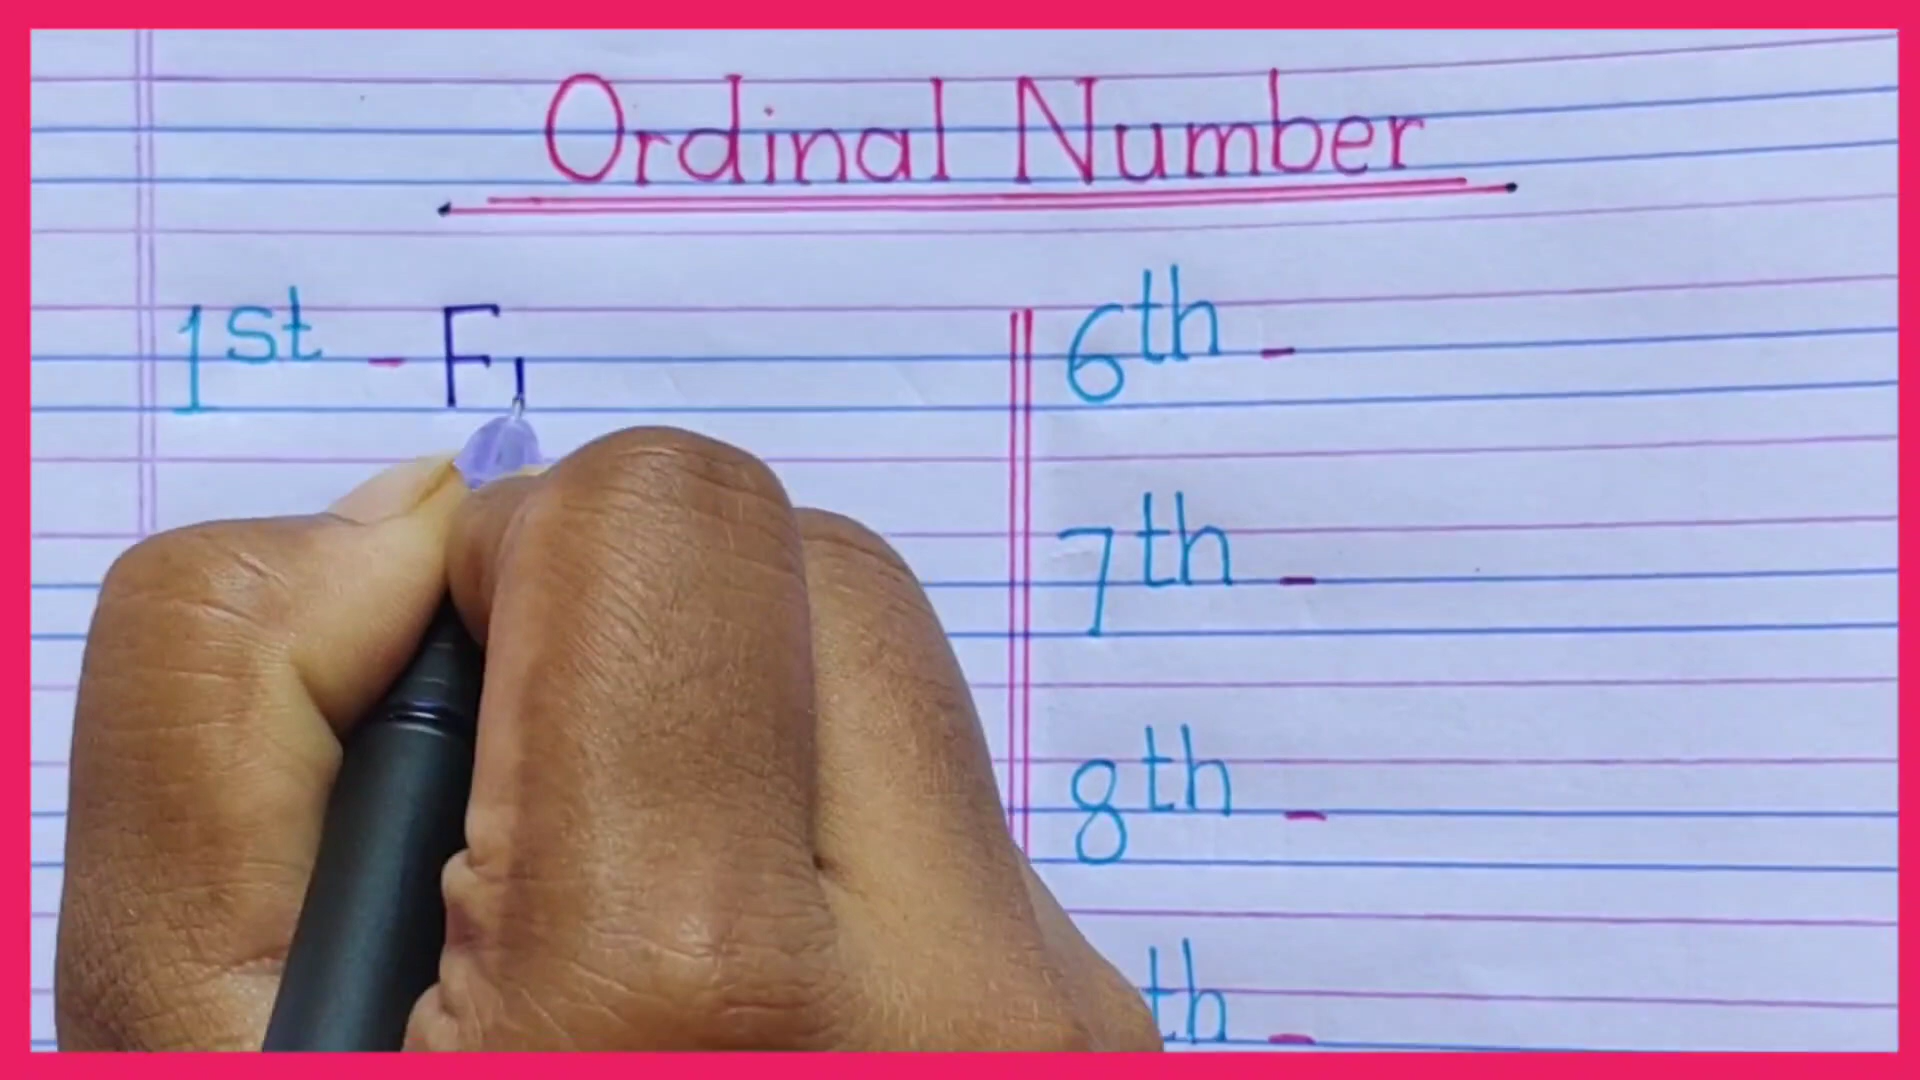 Ordinal Number
1st - Fi
6th -
7th -
8th -
th -